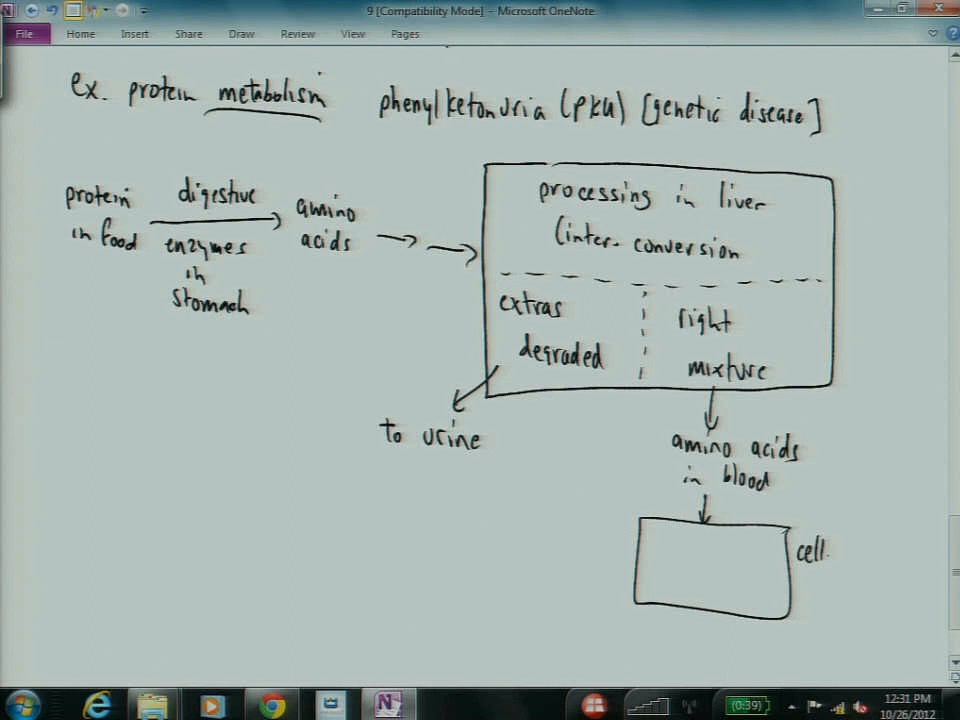 9 [Compatibility Mode] - Microsoft OneNote
File Home Insert Share Draw Review View Pages
ex. protein metabolism phenylketonuria (PKU) [genetic disease]
protein
in food
digestive
enzymes
in
stomach
amino
acids
processing in liver
(inter-conversion
extras
degraded
right
mixture
to urine
amino acids
in blood
cell.
(0:39)
12:31 PM
10/26/2012